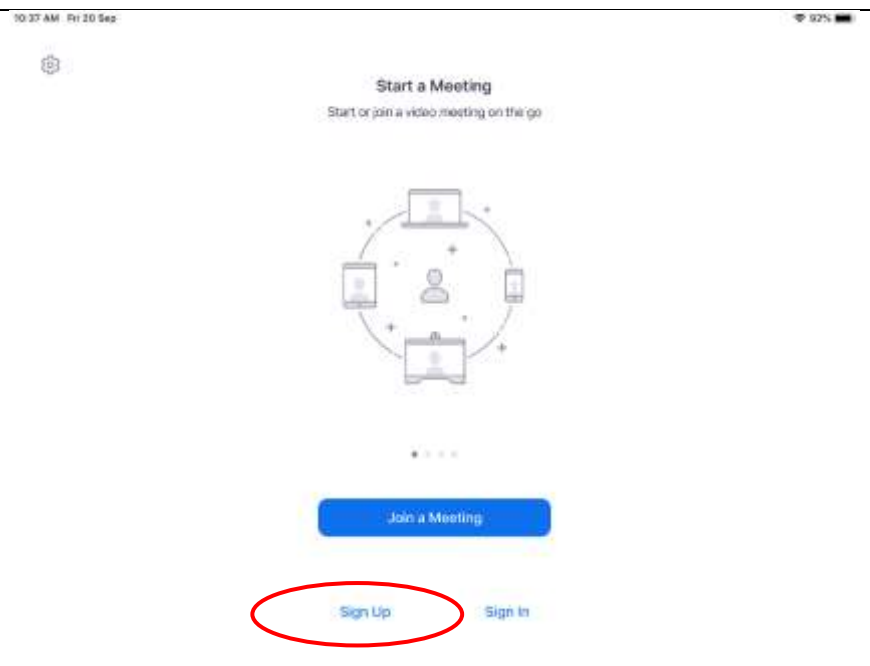 10:37 AM Fri 20 Sep
92%
Start a Meeting
Start or join a video meeting on the go
Join a Meeting
Sign Up
Sign In